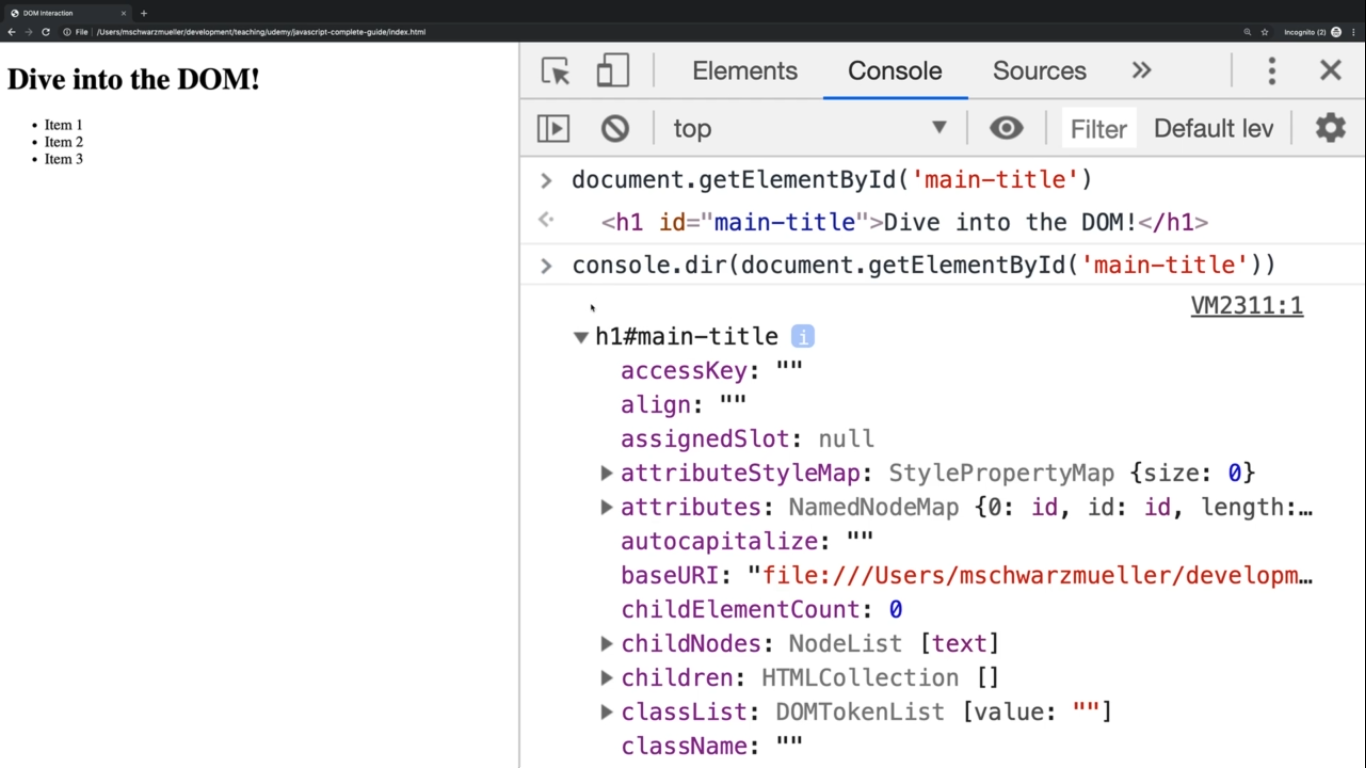 DOM Interaction
File | /Users/mschwarzmueller/development/teaching/udemy/javascript-complete-guide/index.html
Incognito (2)
Dive into the DOM!
• Item 1
• Item 2
• Item 3
Elements Console Sources »
top ▼ Filter Default lev
> document.getElementById('main-title')
<h1 id="main-title">Dive into the DOM!</h1>
> console.dir(document.getElementById('main-title'))
VM2311:1
▼ h1#main-title i
accessKey: ""
align: ""
assignedSlot: null
▶ attributeStyleMap: StylePropertyMap {size: 0}
▶ attributes: NamedNodeMap {0: id, id: id, length:…
autocapitalize: ""
baseURI: "file:///Users/mschwarzmueller/developm…
childElementCount: 0
▶ childNodes: NodeList [text]
▶ children: HTMLCollection []
▶ classList: DOMTokenList [value: ""]
className: ""